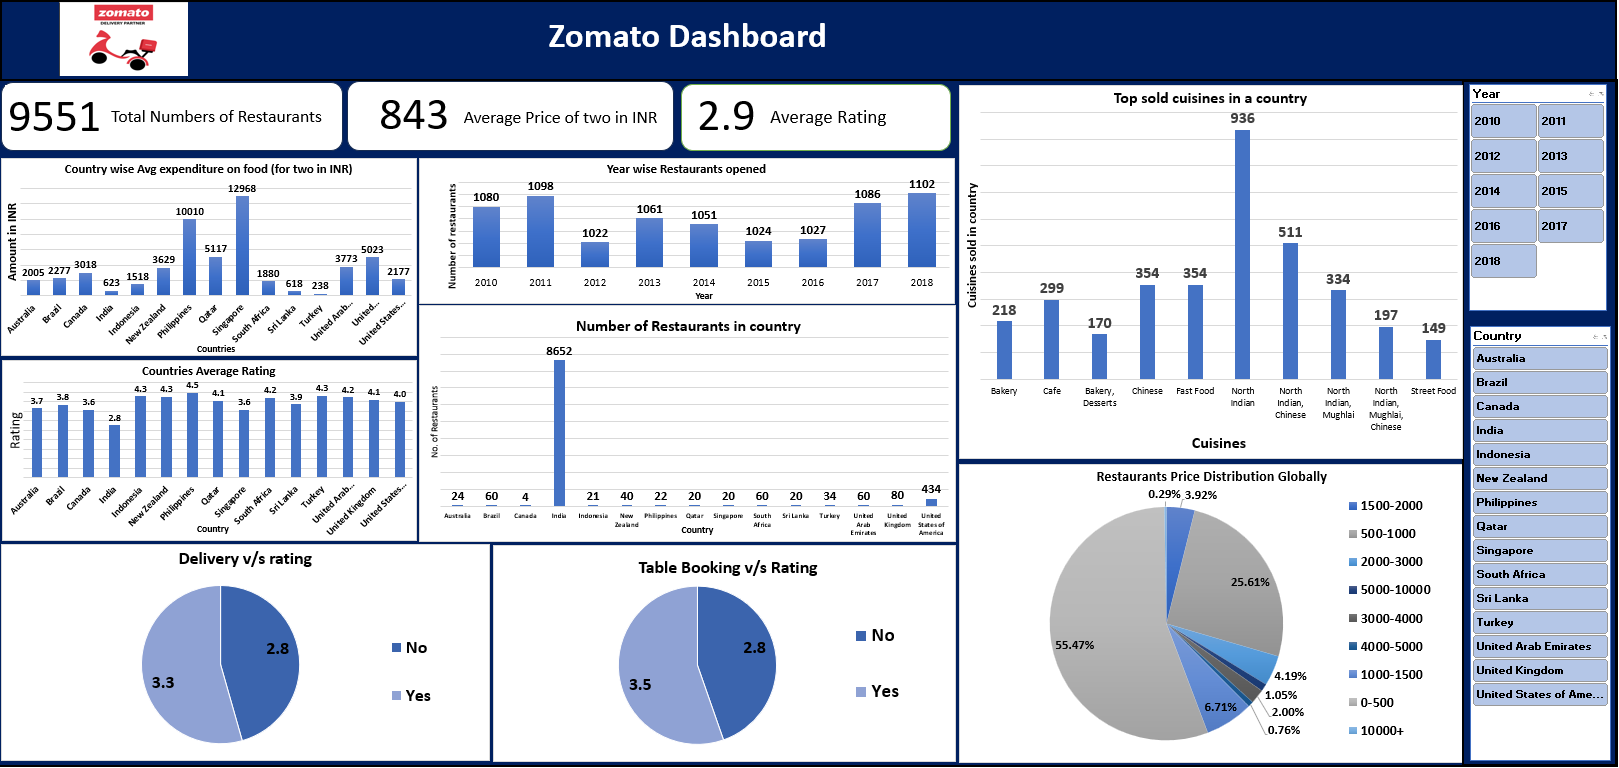 zomato
DELIVERY PARTNER
Zomato Dashboard
9551 Total Numbers of Restaurants
843 Average Price of two in INR
2.9 Average Rating
Country wise Avg expenditure on food (for two in INR)
Amount in INR
2005 2277 3018 623 1518 3629 10010 5117 12968 1880 618 238 3773 5023 2177
Australia Brazil Canada India Indonesia New Zealand Philippines Qatar Singapore South Africa Sri Lanka Turkey United Arab... United... United States...
Countries
Year wise Restaurants opened
Number of restaurants
1080 1098 1022 1061 1051 1024 1027 1086 1102
2010 2011 2012 2013 2014 2015 2016 2017 2018
Year
Countries Average Rating
Rating
3.7 3.8 3.6 2.8 4.3 4.3 4.5 4.1 3.6 4.2 3.9 4.3 4.2 4.1 4.0
Australia Brazil Canada India Indonesia New Zealand Philippines Qatar Singapore South Africa Sri Lanka Turkey United Arab... United Kingdom United States...
Country
Number of Restaurants in country
No. of Restaurants
24 60 4 8652 21 40 22 20 20 60 20 34 60 80 434
Australia Brazil Canada India Indonesia New Zealand Philippines Qatar Singapore South Africa Sri Lanka Turkey United Arab Emirates United Kingdom United States of America
Country
Delivery v/s rating
2.8
3.3
No
Yes
Table Booking v/s Rating
2.8
3.5
No
Yes
Top sold cuisines in a country
Cuisines sold in country
218 299 170 354 354 936 511 334 197 149
Bakery Cafe Bakery, Desserts Chinese Fast Food North Indian North Indian, Chinese North Indian, Mughlai North Indian, Mughlai, Chinese Street Food
Cuisines
Restaurants Price Distribution Globally
0.29% 3.92%
25.61%
55.47%
4.19%
1.05%
2.00%
6.71%
0.76%
1500-2000
500-1000
2000-3000
5000-10000
3000-4000
4000-5000
1000-1500
0-500
10000+
Year
2010 2011
2012 2013
2014 2015
2016 2017
2018
Country
Australia
Brazil
Canada
India
Indonesia
New Zealand
Philippines
Qatar
Singapore
South Africa
Sri Lanka
Turkey
United Arab Emirates
United Kingdom
United States of Ame...